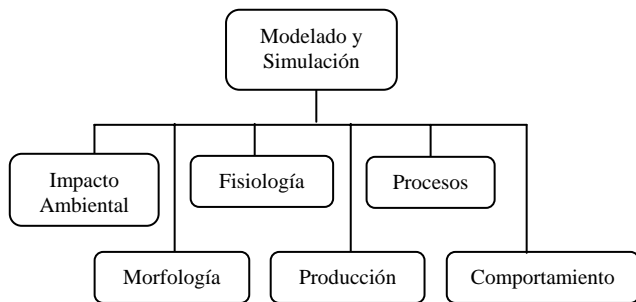 Modelado y
Simulación
Impacto
Ambiental
Fisiología
Procesos
Morfología
Producción
Comportamiento